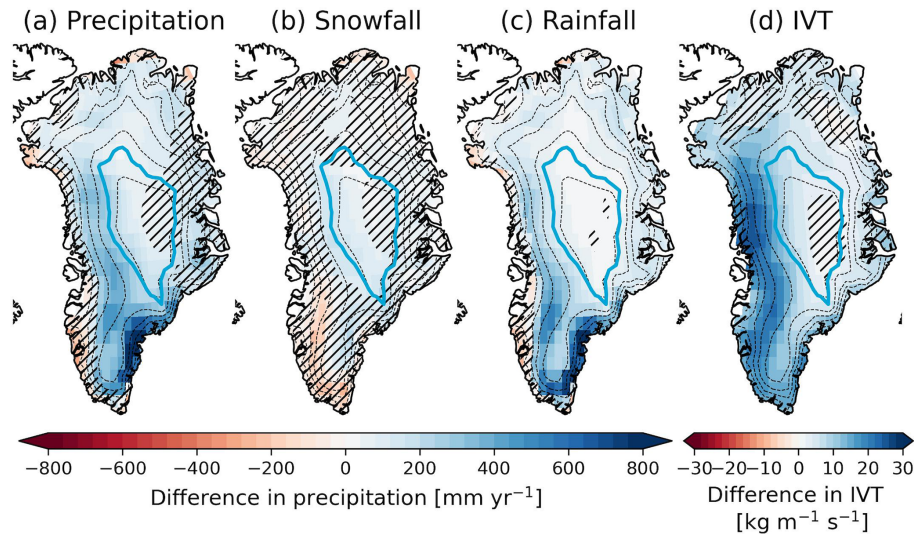 (a) Precipitation (b) Snowfall (c) Rainfall (d) IVT
−800 −600 −400 −200 0 200 400 600 800 −30 −20 −10 0 10 20 30
Difference in precipitation [mm yr⁻¹] Difference in IVT
[kg m⁻¹ s⁻¹]